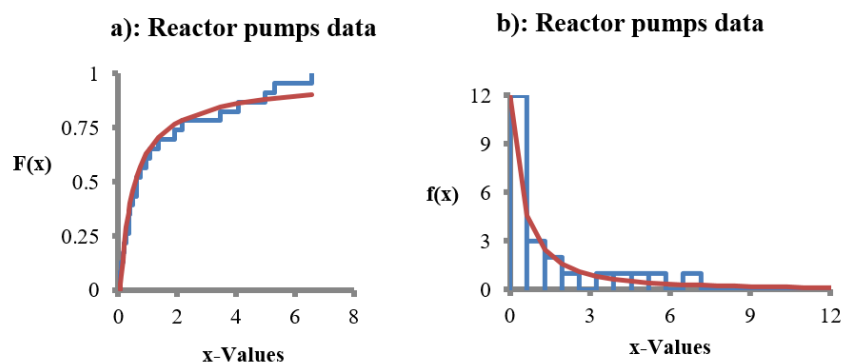 a): Reactor pumps data
1
0.75
F(x)
0.5
0.25
0
0 2 4 6 8
x-Values
b): Reactor pumps data
12
9
6
f(x)
3
0
0 3 6 9 12
x-Values